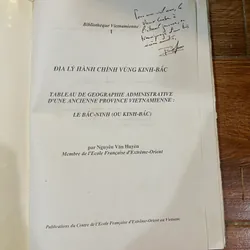 Bibliothèque Vietnamienne
I
ĐỊA LÝ HÀNH CHÍNH VÙNG KINH-BẮC
TABLEAU DE GEOGRAPHIE ADMINISTRATIVE
D'UNE ANCIENNE PROVINCE VIETNAMIENNE :
LE BẮC-NINH (OU KINH-BẮC)
par Nguyễn Văn Huyên
Membre de l'Ecole Française d'Extrême-Orient
Publications du Centre de l'Ecole Française d'Extrême-Orient au Vietnam